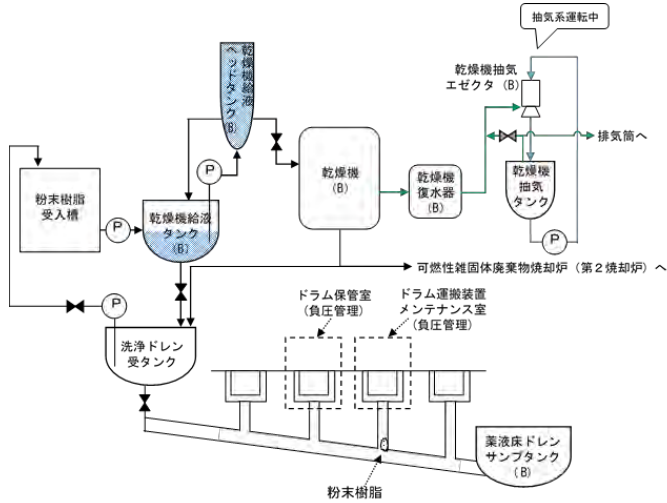 抽気系運転中
乾燥機給液
ヘッドタンク
(B)
乾燥機抽気
エゼクタ (B)
排気筒へ
粉末樹脂
受入槽
P
P
乾燥機給液
タンク
(B)
乾燥機
(B)
乾燥機
復水器
(B)
乾燥機
抽気
タンク
P
可燃性雑固体廃棄物焼却炉（第２焼却炉）へ
P
洗浄ドレン
受タンク
ドラム保管室
（負圧管理）
ドラム運搬装置
メンテナンス室
（負圧管理）
薬液床ドレン
サンプタンク
(B)
粉末樹脂